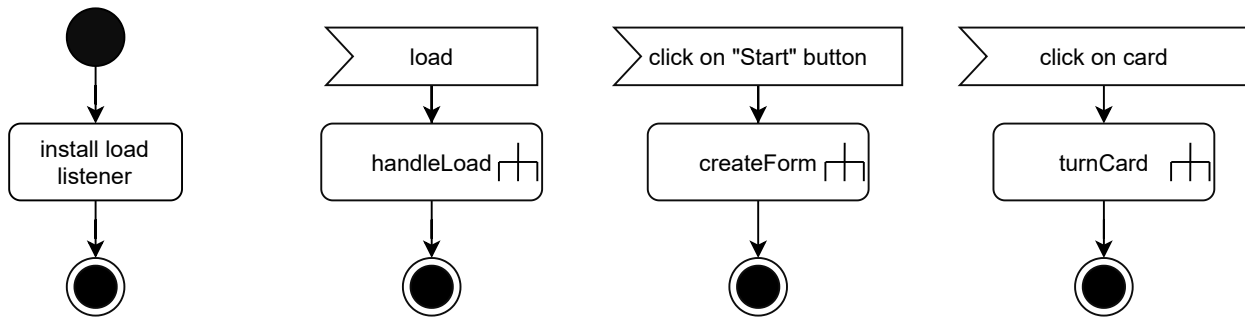 load
click on "Start" button
click on card
install load
listener
handleLoad
createForm
turnCard